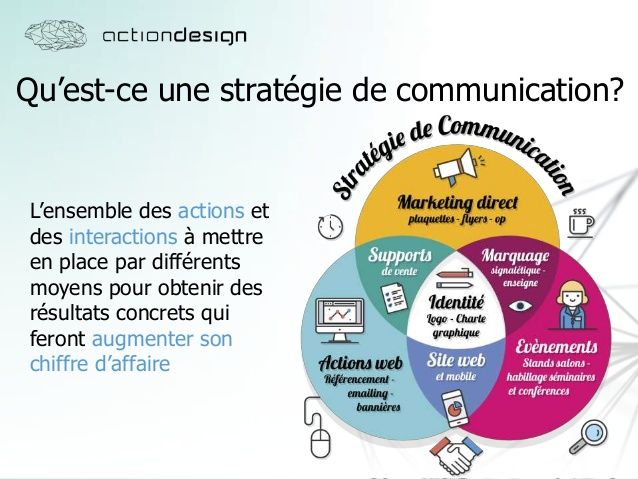 actiondesign
Qu’est-ce une stratégie de communication?
L’ensemble des actions et
des interactions à mettre
en place par différents
moyens pour obtenir des
résultats concrets qui
feront augmenter son
chiffre d’affaire
Stratégie de Communication
Marketing direct
plaquettes - flyers - op
Supports
de vente
Marquage
signalétique -
enseigne
Identité
Logo - Charte
graphique
Actions web
Référencement -
emailing -
bannières
Site web
et mobile
Evènements
Stands salons -
habillage séminaires
et conférences